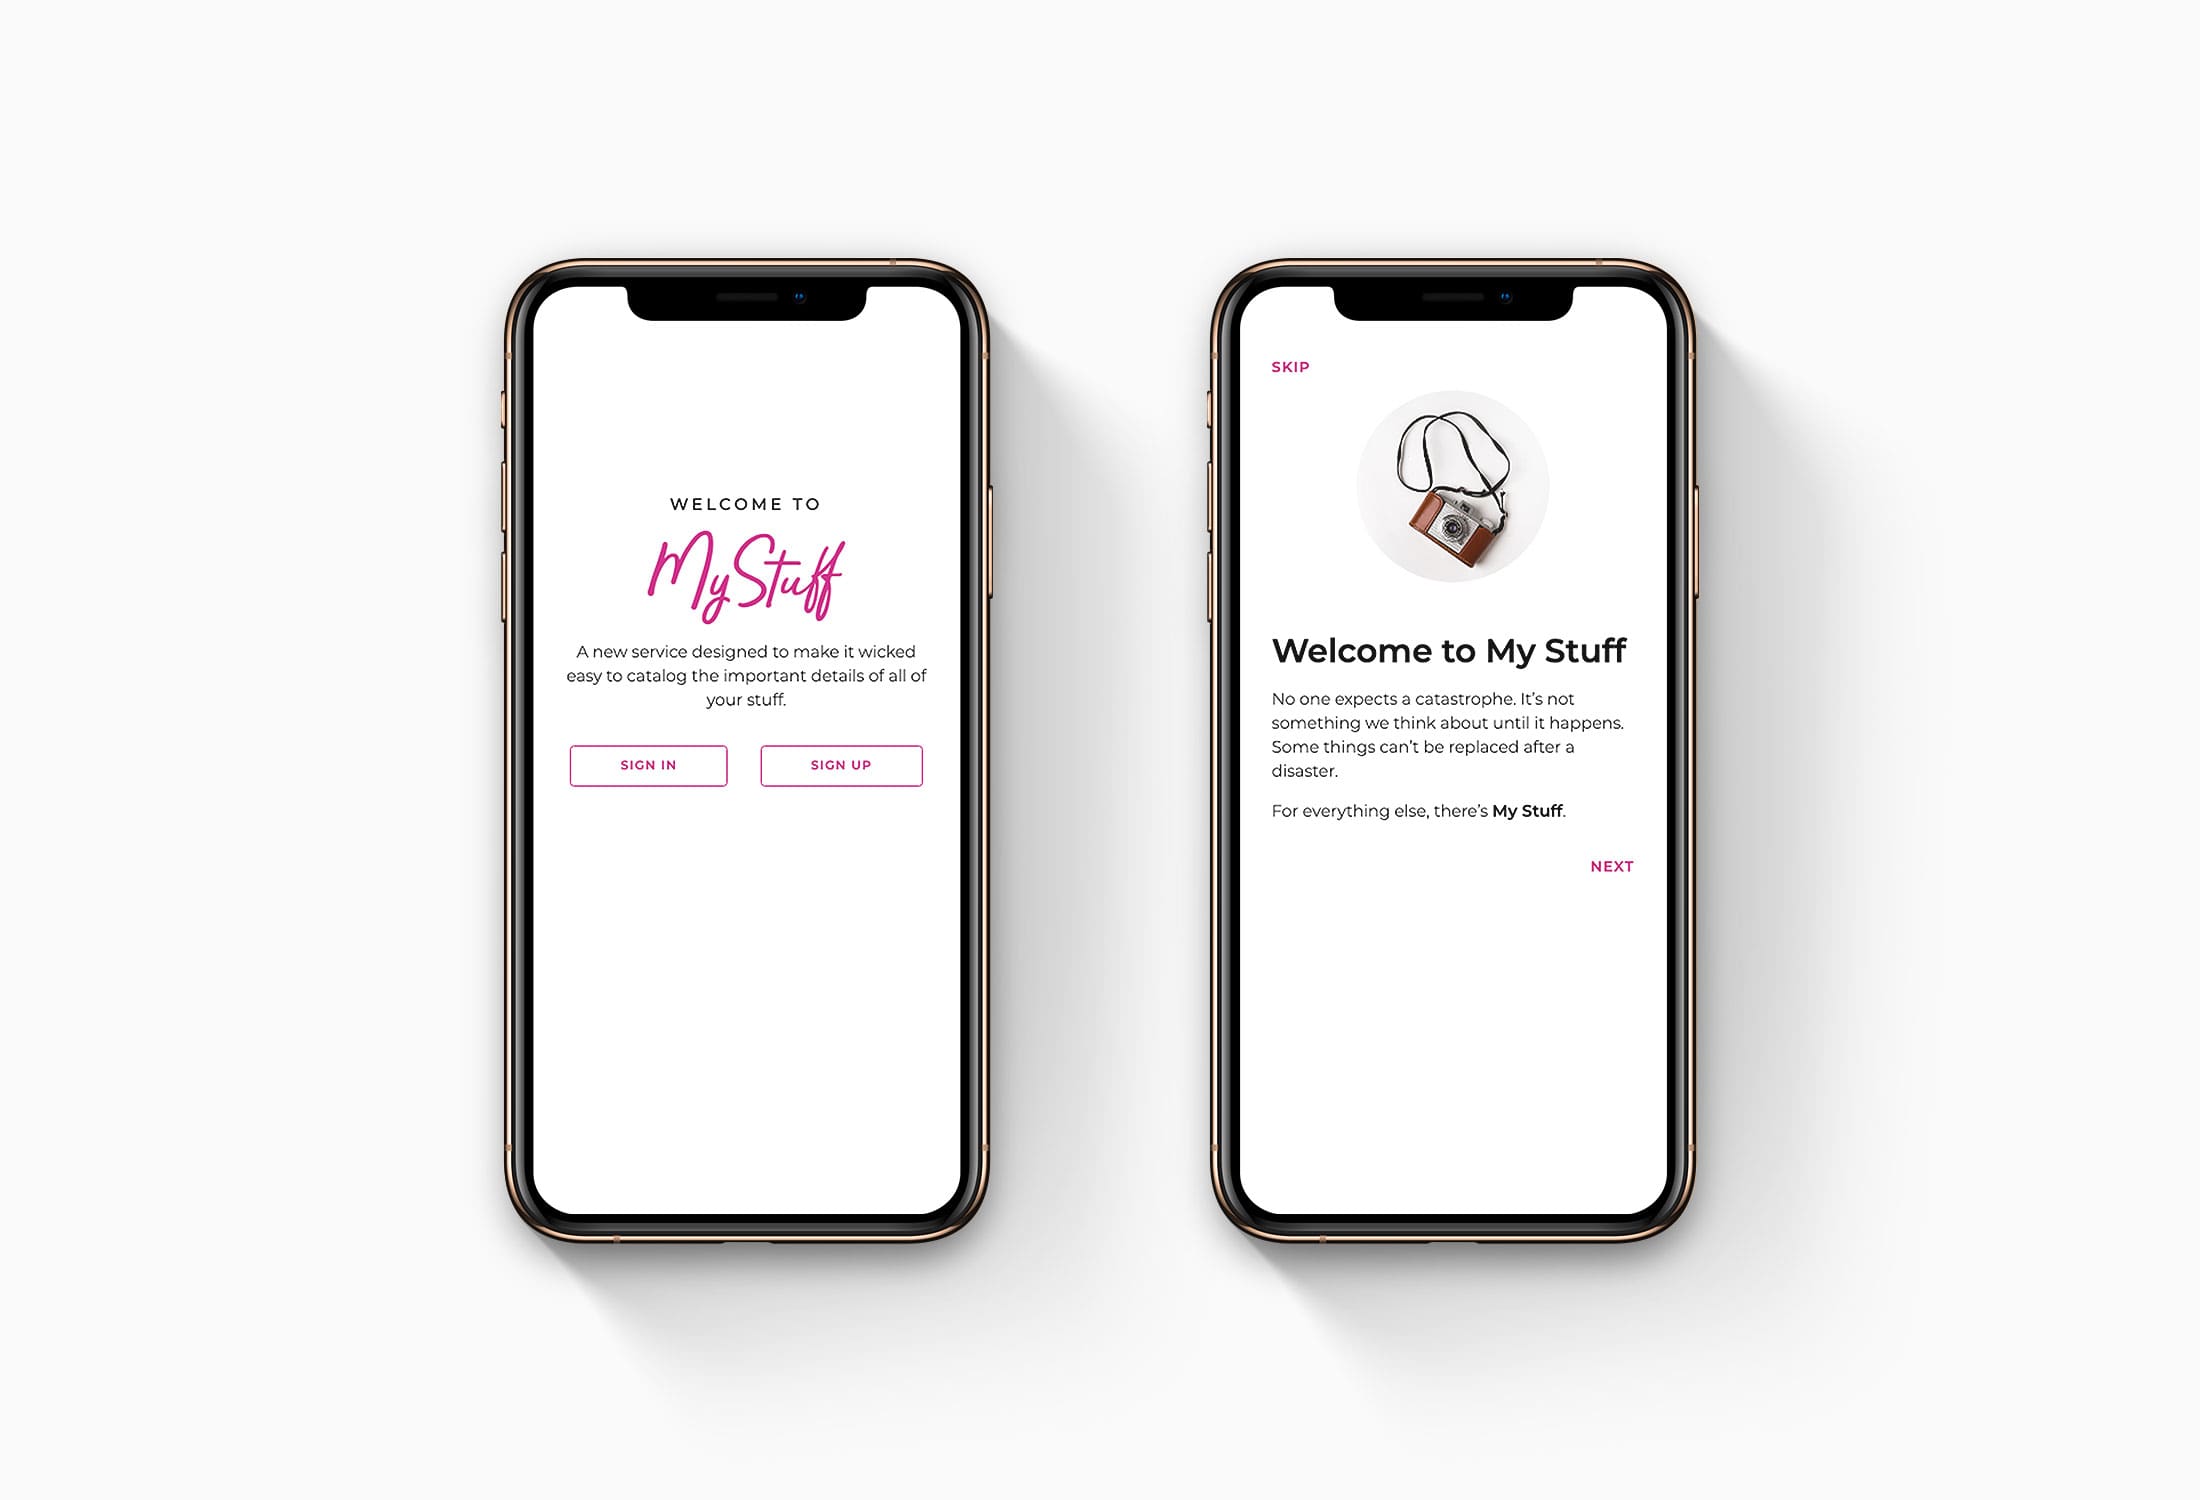 WELCOME TO
My Stuff
A new service designed to make it wicked
easy to catalog the important details of all of
your stuff.
SIGN IN
SIGN UP
SKIP
Welcome to My Stuff
No one expects a catastrophe. It’s not
something we think about until it happens.
Some things can’t be replaced after a
disaster.
For everything else, there’s My Stuff.
NEXT